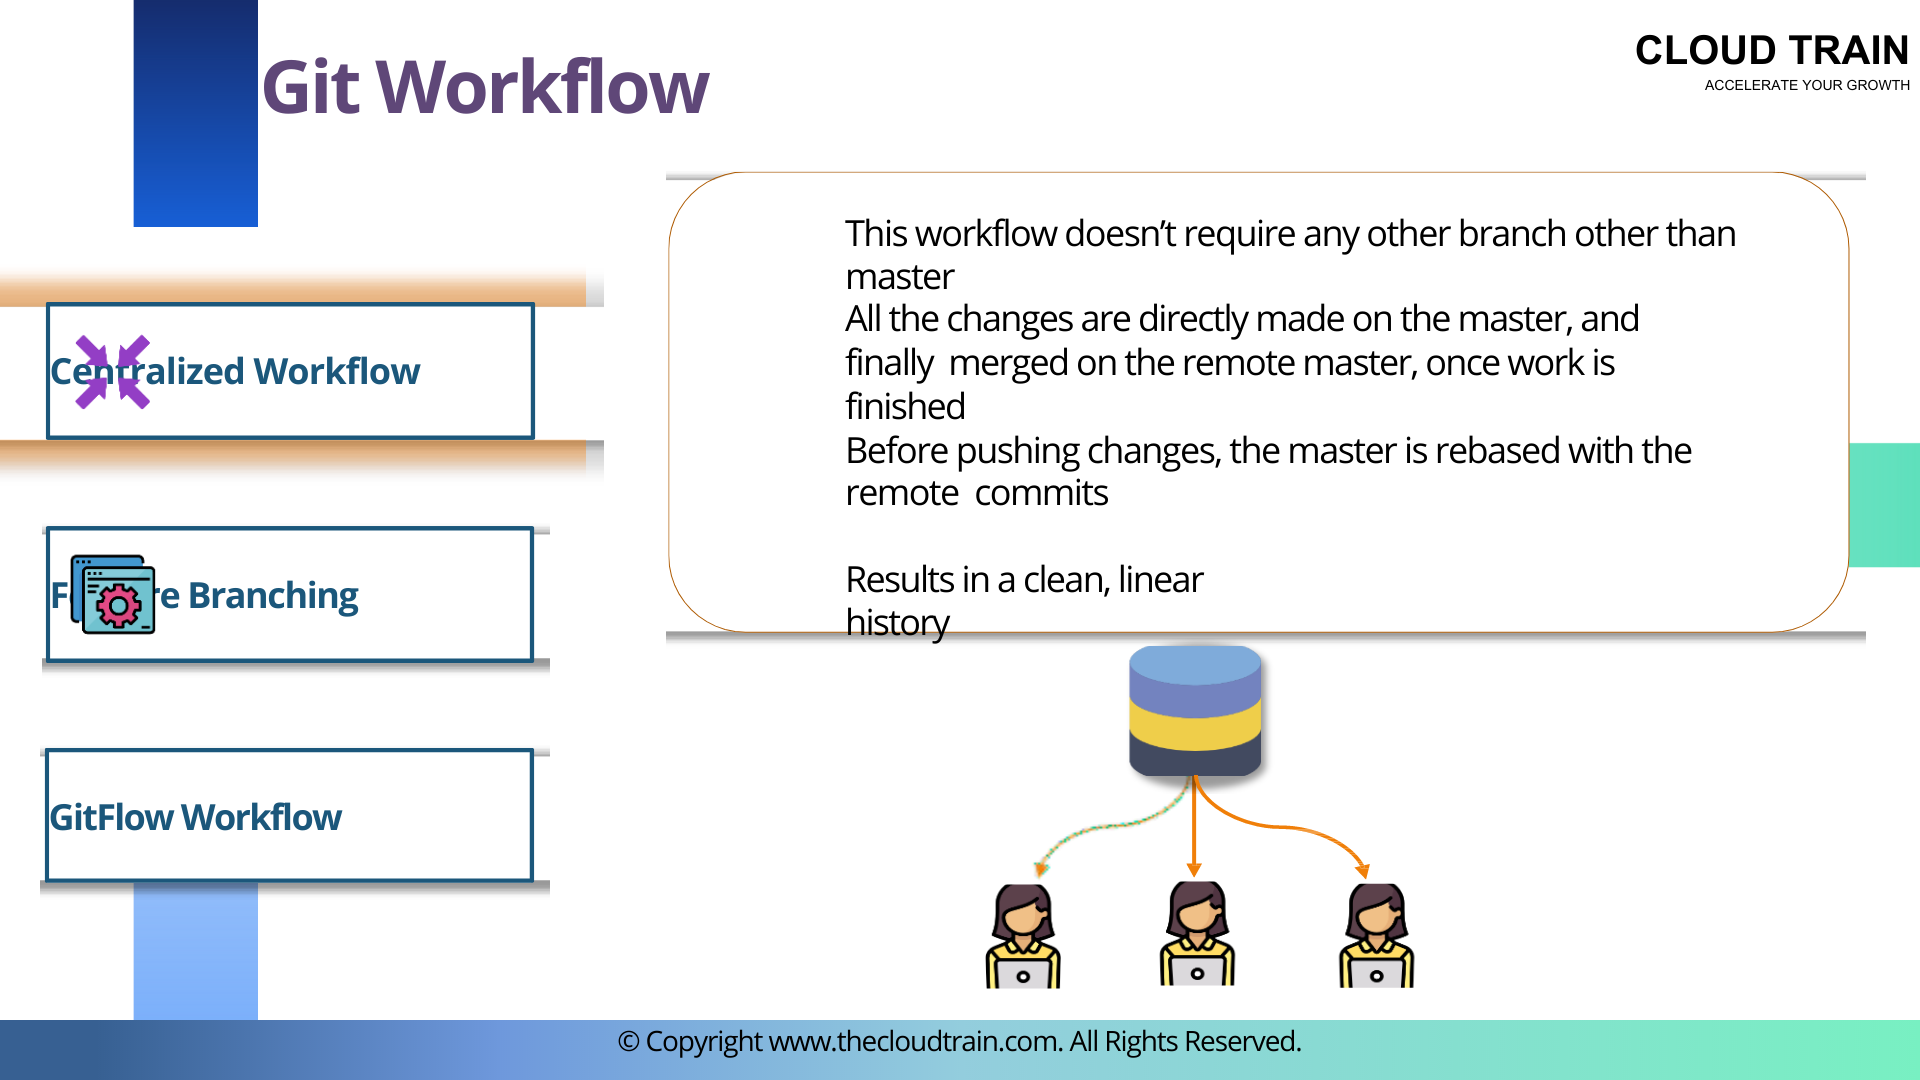 Git Workflow
CLOUD TRAIN
ACCELERATE YOUR GROWTH
This workflow doesn’t require any other branch other than
master
All the changes are directly made on the master, and
finally merged on the remote master, once work is
finished
Before pushing changes, the master is rebased with the
remote commits
Results in a clean, linear
history
Centralized Workflow
Branching
GitFlow Workflow
© Copyright www.thecloudtrain.com. All Rights Reserved.